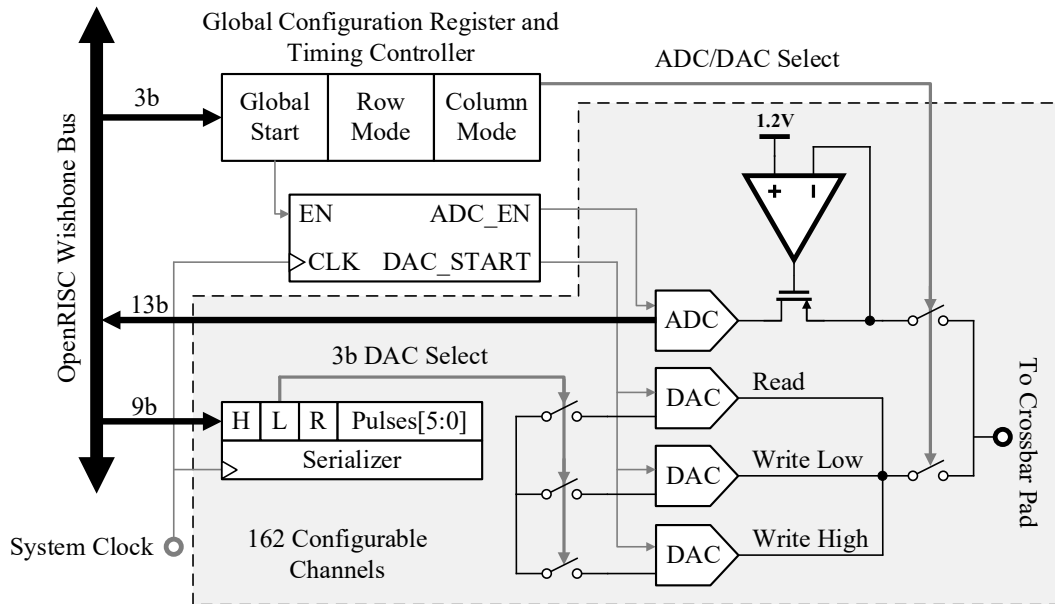 Global Configuration Register and
Timing Controller
ADC/DAC Select
3b
Global
Start
Row
Mode
Column
Mode
1.2V
+
−
OpenRISC Wishbone Bus
EN
ADC_EN
CLK
DAC_START
13b
ADC
3b DAC Select
Read
DAC
9b
H
L
R
Pulses[5:0]
Serializer
Write Low
DAC
To Crossbar Pad
System Clock
162 Configurable
Channels
Write High
DAC